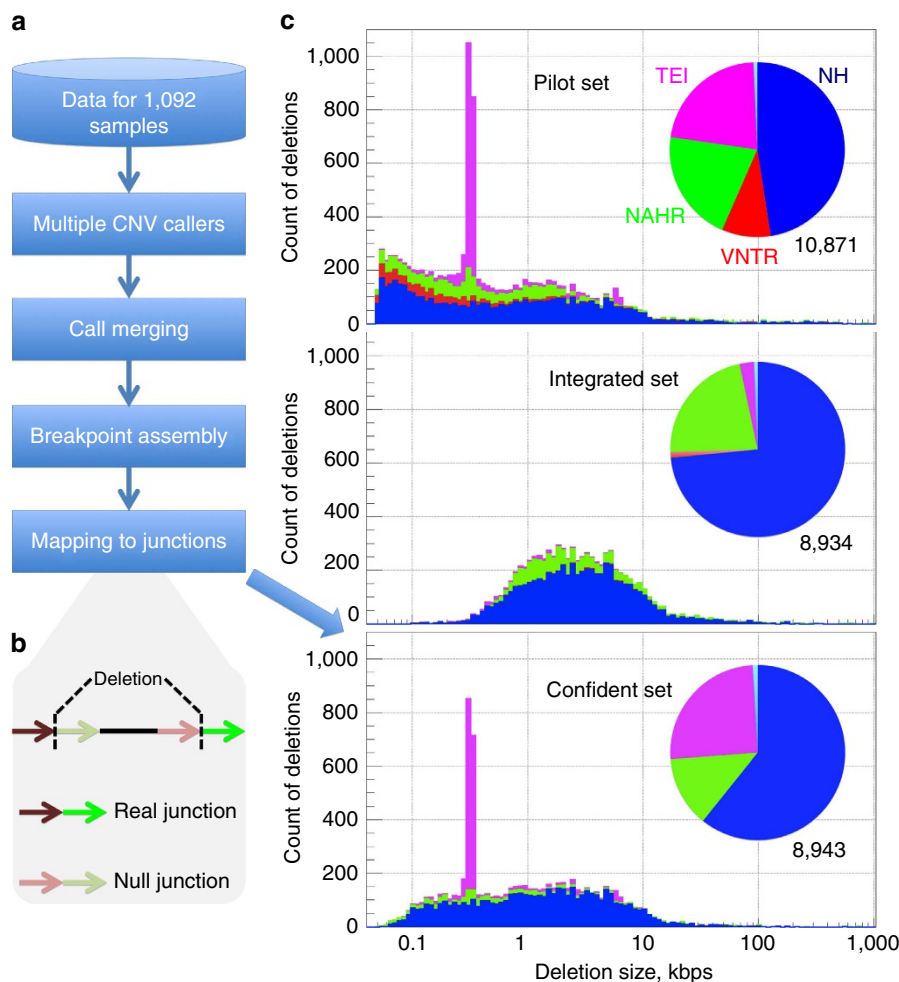 a
Data for 1,092
samples
Multiple CNV callers
Call merging
Breakpoint assembly
Mapping to junctions
b
Deletion
Real junction
Null junction
c
Count of deletions
1,000
800
600
400
200
0
Pilot set
TEI
NH
NAHR
VNTR
10,871
Count of deletions
1,000
800
600
400
200
0
Integrated set
8,934
Count of deletions
1,000
800
600
400
200
0
Confident set
8,943
0.1 1 10 100 1,000
Deletion size, kbps